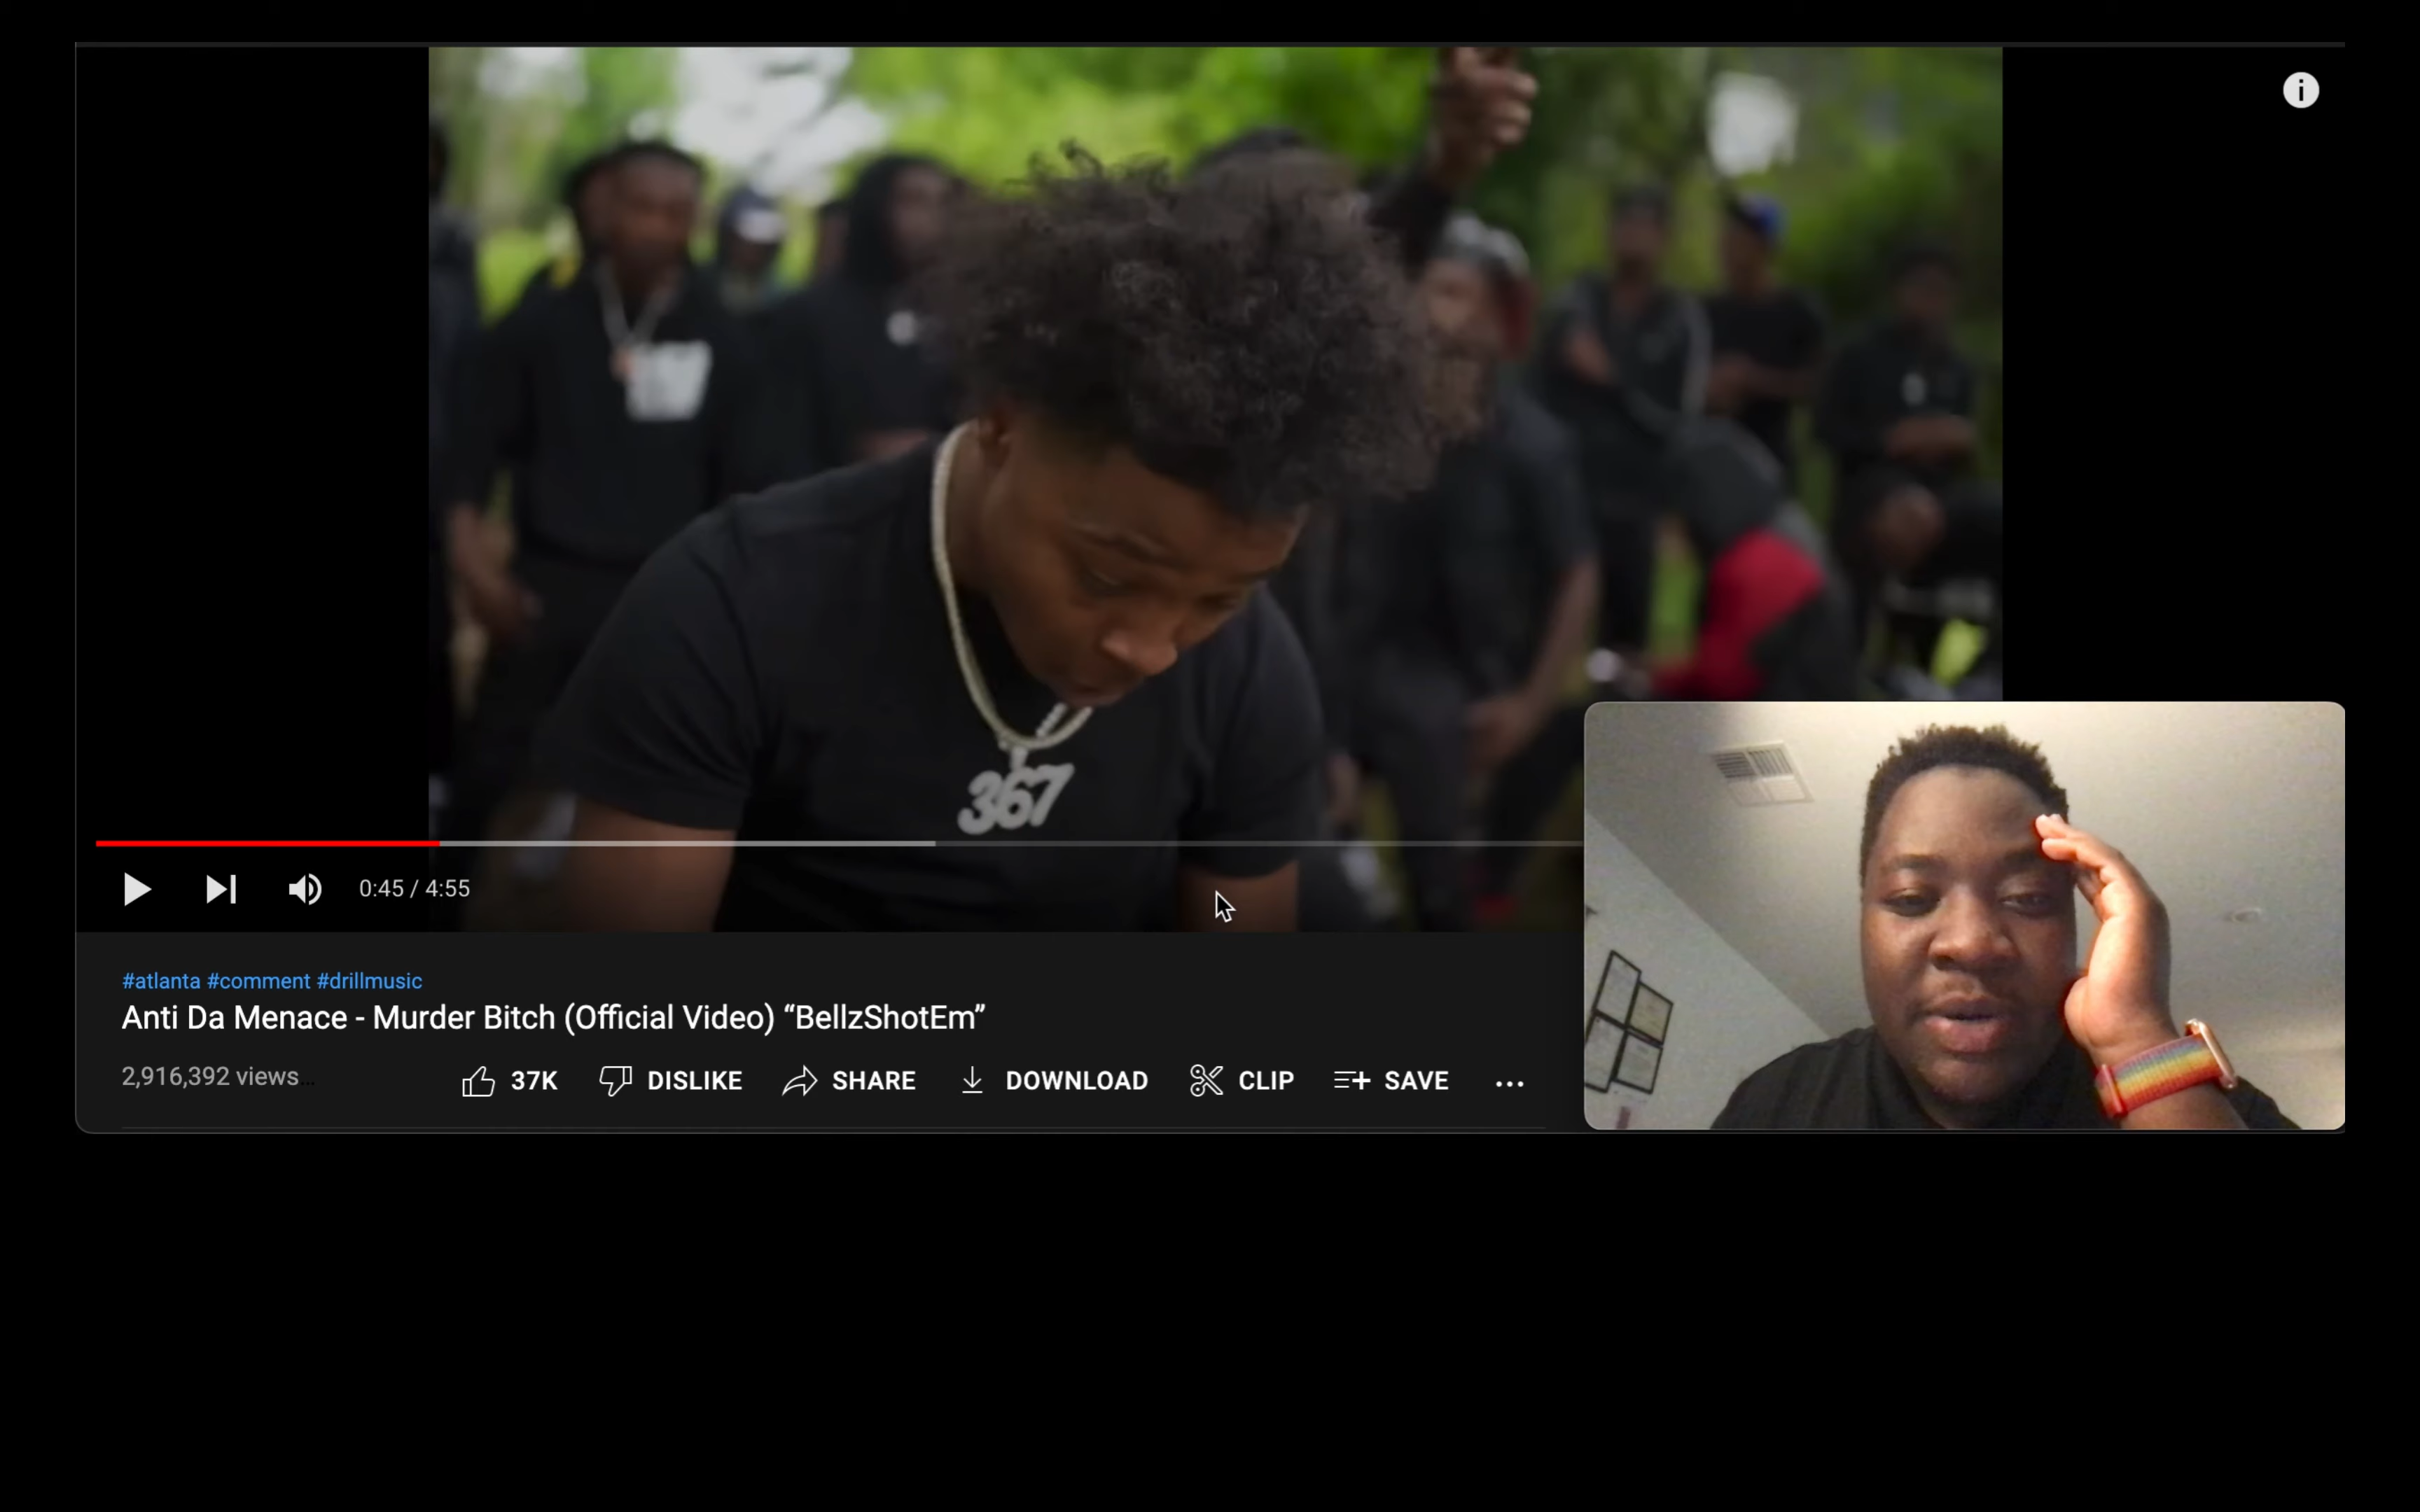 367
0:45 / 4:55
#atlanta #comment #drillmusic
Anti Da Menace - Murder Bitch (Official Video) “BellzShotEm”
2,916,392 views...
37K DISLIKE SHARE DOWNLOAD CLIP SAVE